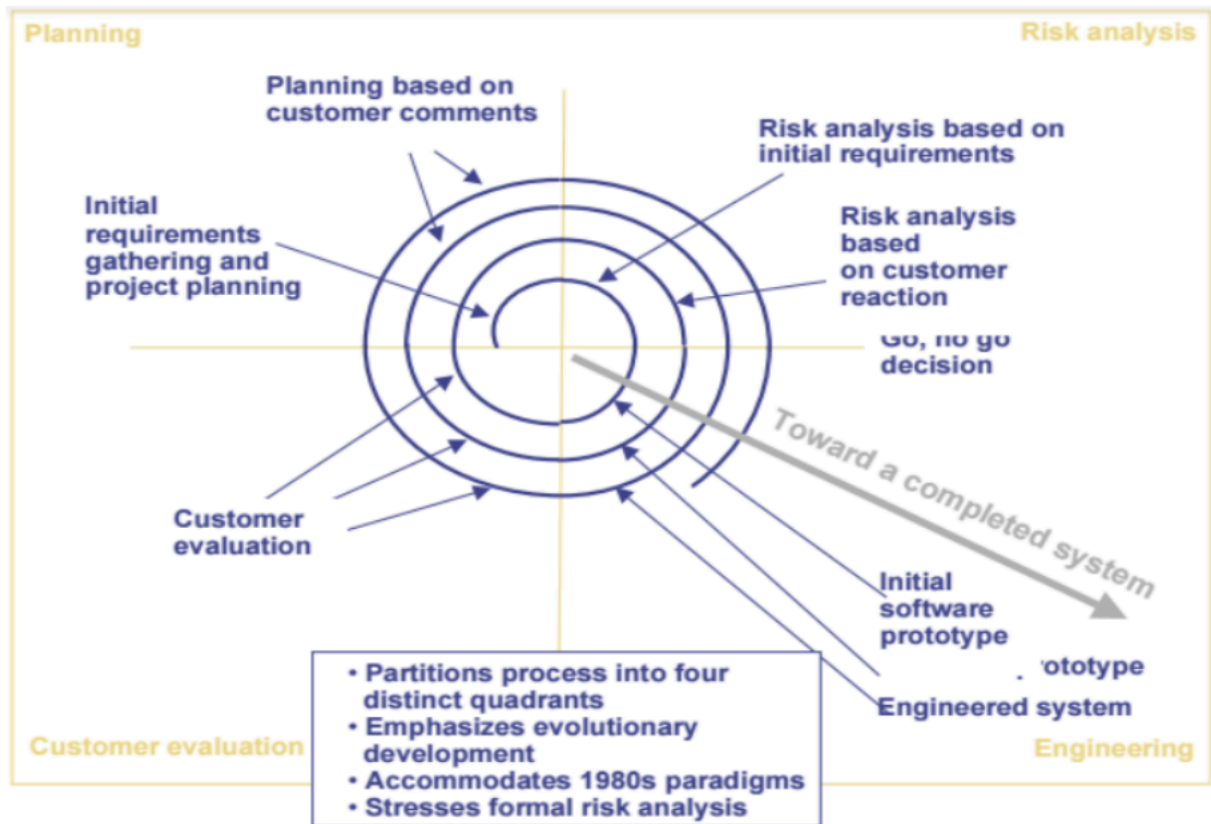 Planning
Risk analysis
Planning based on
customer comments
Risk analysis based on
initial requirements
Initial
requirements
gathering and
project planning
Risk analysis
based
on customer
reaction
Go, no go
decision
Toward a completed system
Customer
evaluation
Initial
software
prototype
ototype
Engineered system
• Partitions process into four
distinct quadrants
• Emphasizes evolutionary
development
• Accommodates 1980s paradigms
• Stresses formal risk analysis
Customer evaluation
Engineering